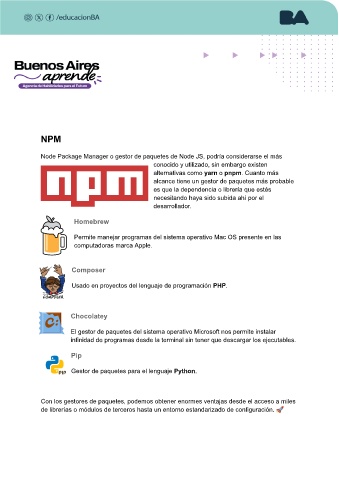 /educacionBA
BA
Buenos Aires
aprende
Agencia de Habilidades para el Futuro
NPM
Node Package Manager o gestor de paquetes de Node JS, podría considerarse el más
conocido y utilizado, sin embargo existen
alternativas como yarn o pnpm. Cuanto más
alcance tiene un gestor de paquetes más probable
es que la dependencia o librería que estés
necesitando haya sido subida ahí por el
desarrollador.
npm
Homebrew
Permite manejar programas del sistema operativo Mac OS presente en las
computadoras marca Apple.
Composer
Usado en proyectos del lenguaje de programación PHP.
Chocolatey
El gestor de paquetes del sistema operativo Microsoft nos permite instalar
infinidad de programas desde la terminal sin tener que descargar los ejecutables.
Pip
PIP
Gestor de paquetes para el lenguaje Python.
Con los gestores de paquetes, podemos obtener enormes ventajas desde el acceso a miles
de librerías o módulos de terceros hasta un entorno estandarizado de configuración. 🚀